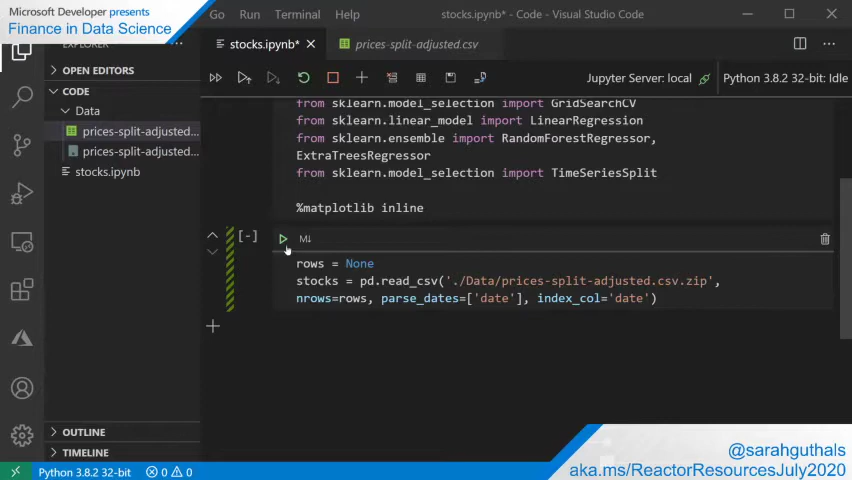 Microsoft Developer presents
Finance in Data Science
Go Run Terminal Help
stocks.ipynb* - Code - Visual Studio Code
EXPLORER
stocks.ipynb*
prices-split-adjusted.csv
OPEN EDITORS
Jupyter Server: local
Python 3.8.2 32-bit: Idle
CODE
Data
prices-split-adjusted...
prices-split-adjusted...
stocks.ipynb
from sklearn.model_selection import GridSearchCV
from sklearn.linear_model import LinearRegression
from sklearn.ensemble import RandomForestRegressor,
ExtraTreesRegressor
from sklearn.model_selection import TimeSeriesSplit
%matplotlib inline
[-]
M↓
rows = None
stocks = pd.read_csv('./Data/prices-split-adjusted.csv.zip',
nrows=rows, parse_dates=['date'], index_col='date')
OUTLINE
TIMELINE
Python 3.8.2 32-bit
0
0
@sarahguthals
aka.ms/ReactorResourcesJuly2020